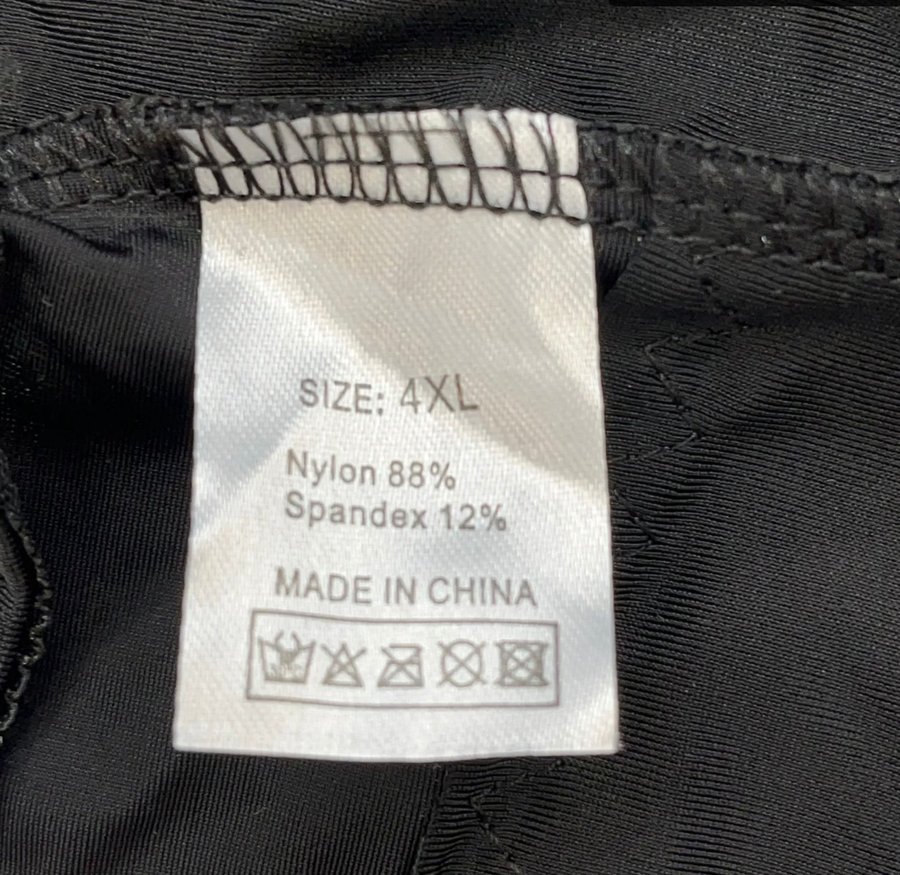 SIZE: 4XL
Nylon 88%
Spandex 12%
MADE IN CHINA